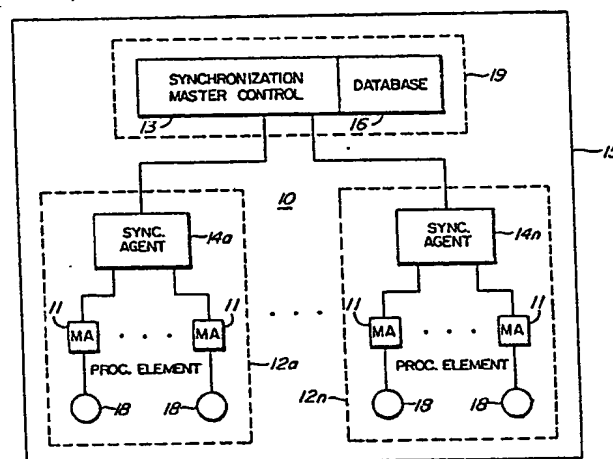 SYNCHRONIZATION
MASTER CONTROL
DATABASE
19
13
16
15
10
SYNC.
AGENT
14a
SYNC.
AGENT
14n
11
MA
. . .
MA
11
. . . .
11
MA
. . .
MA
11
PROC. ELEMENT
12a
PROC. ELEMENT
12n
18
18
18
18